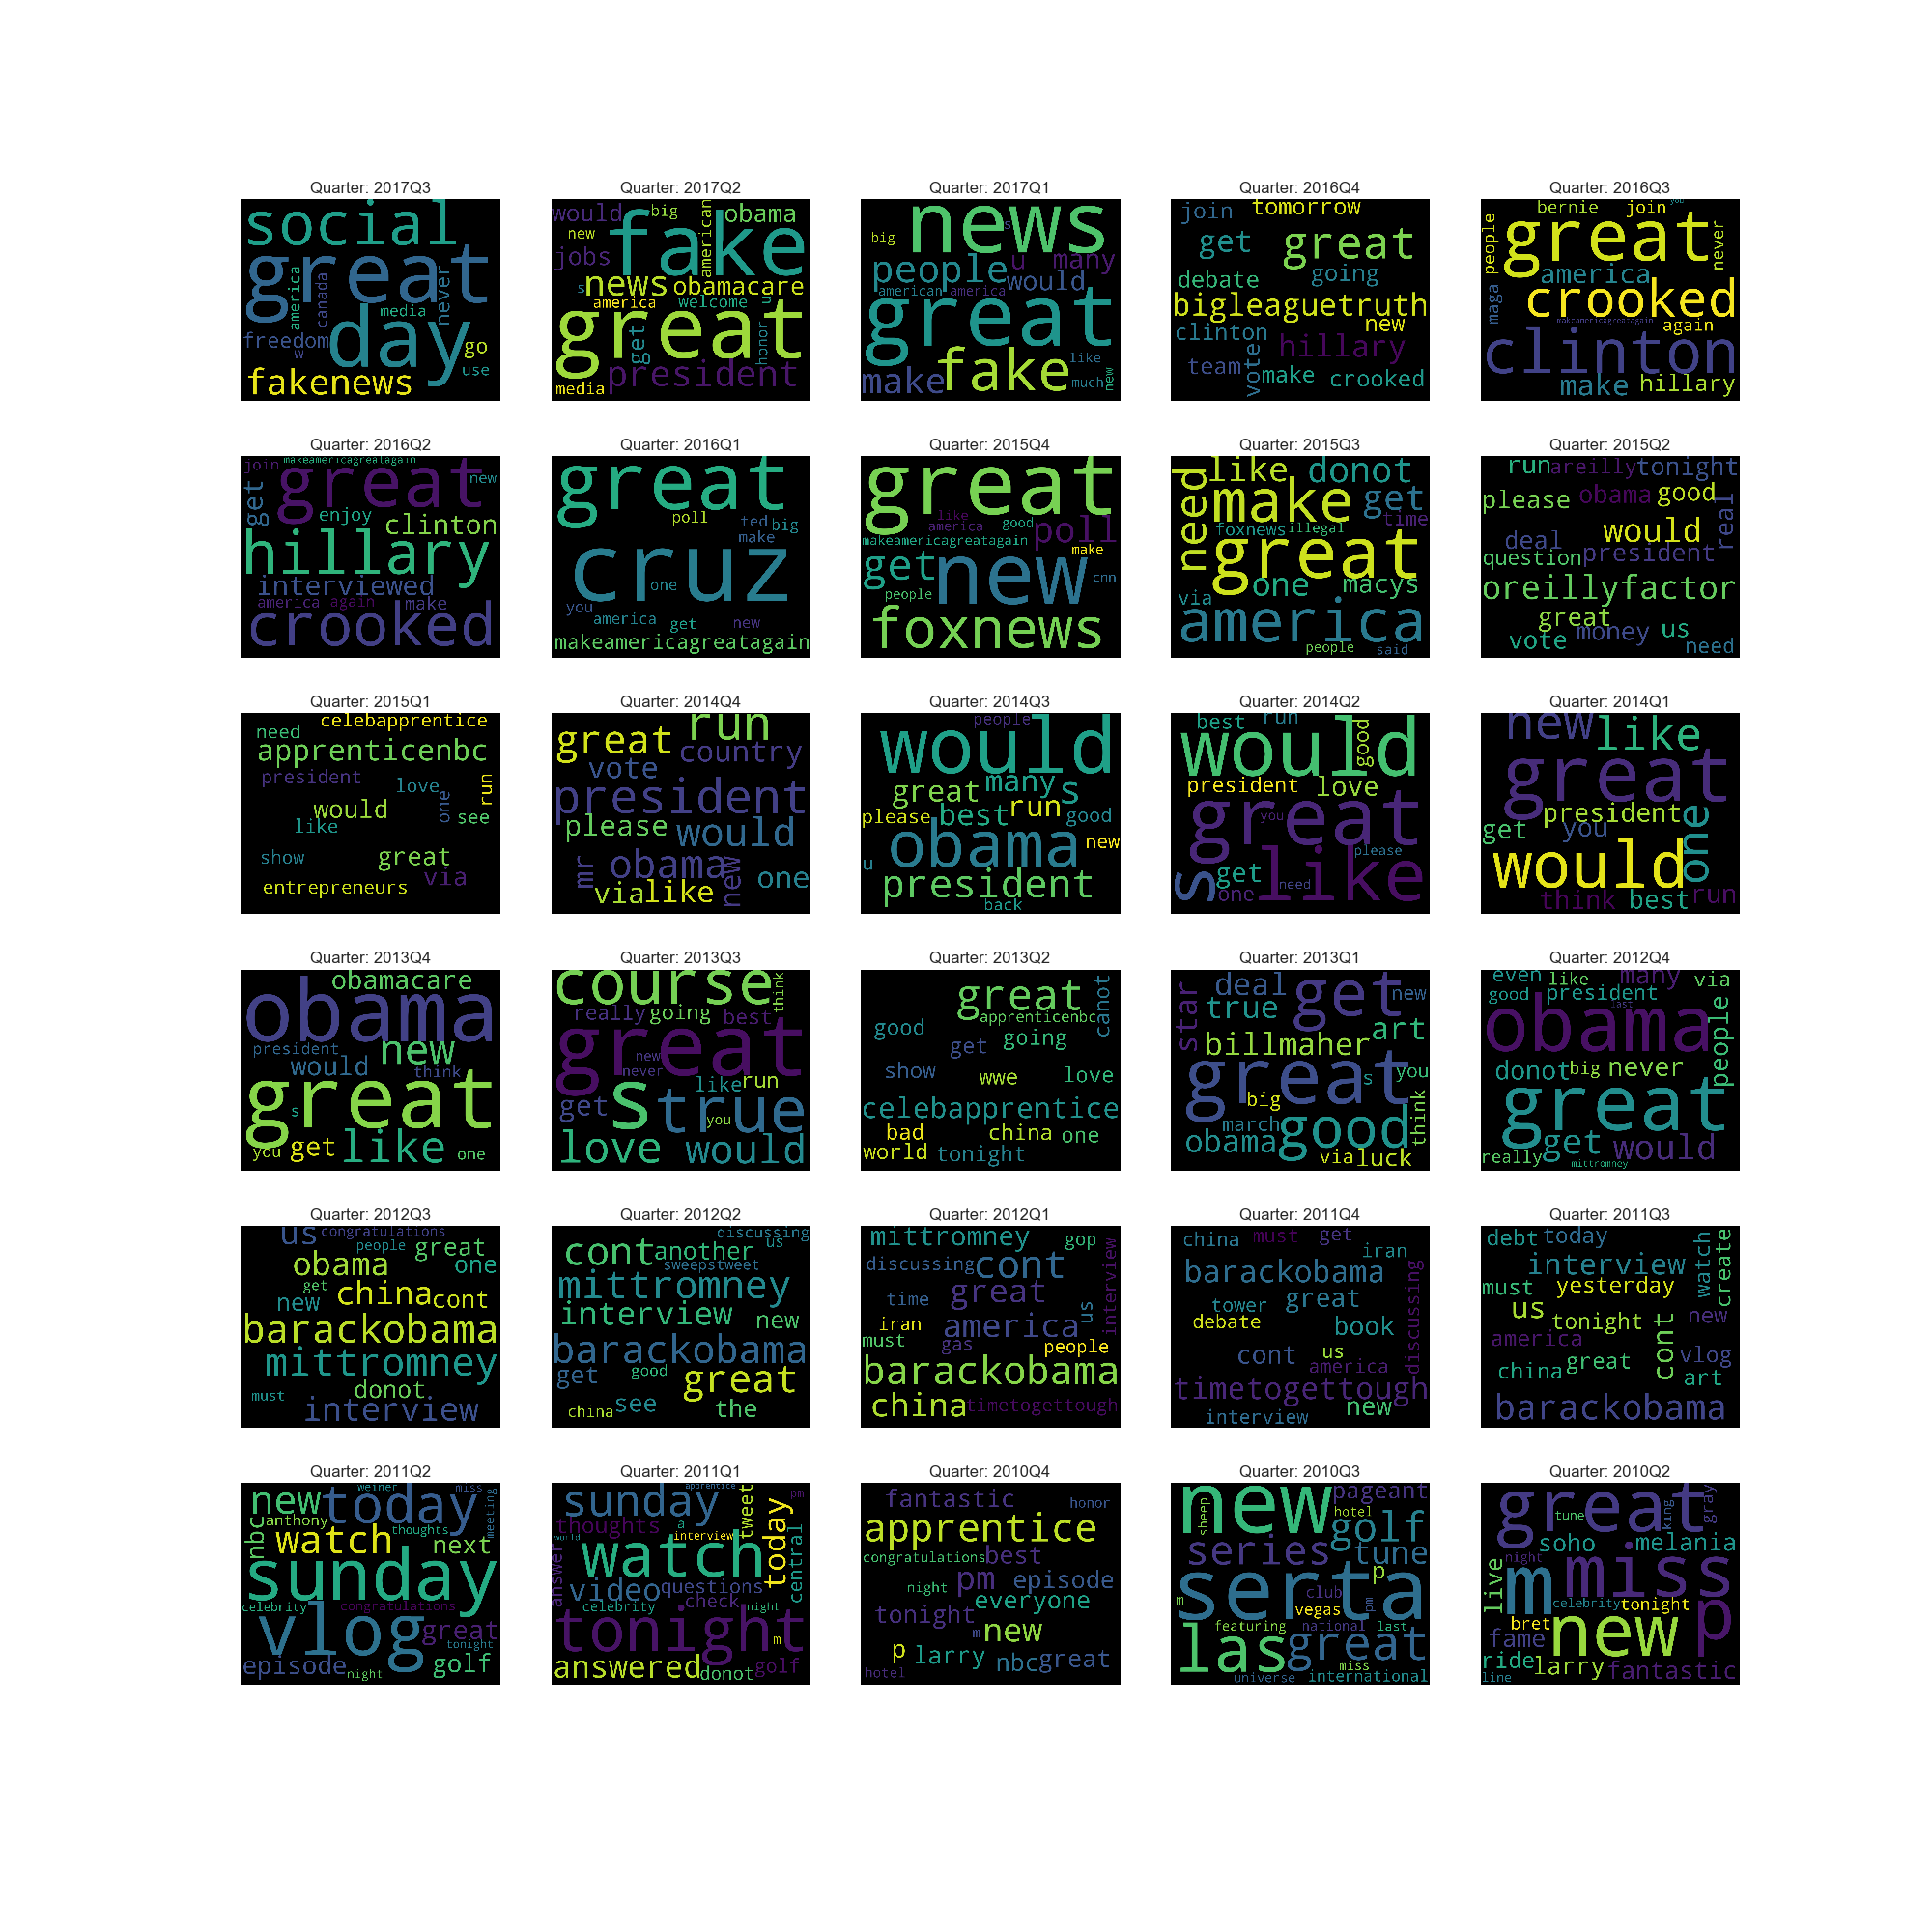 Quarter: 2017Q3
social
great
america
canada
never
media
freedom
day
w
go
use
fakenews
Quarter: 2017Q2
would
big
american
obama
new
fake
jobs
s
news
obamacare
america
welcome
u
great
get
honor
president
media
Quarter: 2017Q1
news
s
big
people
u
many
would
american
america
great
like
make
fake
much
new
Quarter: 2016Q4
join
tomorrow
get
great
debate
going
bigleaguetruth
clinton
new
hillary
team
vote
make
crooked
Quarter: 2016Q3
bernie
join
you
people
great
never
america
maga
crooked
makeamericagreatagain
again
clinton
make
hillary
Quarter: 2016Q2
join
makeamericagreatagain
great
new
get
enjoy
clinton
hillary
interviewed
america
again
make
crooked
Quarter: 2016Q1
great
poll
ted
big
make
cruz
one
you
america
get
new
makeamericagreatagain
Quarter: 2015Q4
great
like
america
good
poll
makeamericagreatagain
make
get
new
cnn
people
foxnews
Quarter: 2015Q3
like
donot
need
make
get
time
foxnews
illegal
great
one
macys
via
america
people
said
Quarter: 2015Q2
run
areilly
tonight
please
obama
good
real
would
deal
president
question
oreillyfactor
great
vote
money
us
need
Quarter: 2015Q1
celebapprentice
need
apprenticenbc
president
love
one
run
would
see
like
show
great
via
entrepreneurs
Quarter: 2014Q4
run
great
country
vote
president
please
would
mr
obama
new
one
via
like
Quarter: 2014Q3
people
would
many
s
great
run
please
best
good
obama
new
u
president
back
Quarter: 2014Q2
best
run
good
would
president
love
great
you
please
s
get
like
one
need
Quarter: 2014Q1
new
like
great
president
one
get
you
would
think
best
run
Quarter: 2013Q4
obamacare
obama
new
president
would
think
great
s
you
get
like
one
Quarter: 2013Q3
course
think
really
going
best
great
new
never
s
like
run
get
true
you
love
would
Quarter: 2013Q2
great
canot
apprenticenbc
good
going
get
show
wwe
love
celebapprentice
bad
china
one
world
tonight
Quarter: 2013Q1
star
deal
get
new
true
art
billmaher
great
s
you
big
think
march
obama
good
via
luck
Quarter: 2012Q4
even
like
many
via
good
president
last
people
obama
donot
big
never
great
get
would
really
mittromney
Quarter: 2012Q3
us
congratulations
people
great
obama
one
get
new
china
cont
barackobama
mittromney
must
donot
interview
Quarter: 2012Q2
discussing
cont
another
us
sweepstweet
mittromney
interview
new
barackobama
get
good
great
china
see
the
Quarter: 2012Q1
mittromney
gop
discussing
cont
interview
time
great
us
iran
america
must
gas
people
barackobama
china
timetogettough
Quarter: 2011Q4
china
must
get
iran
barackobama
discussing
tower
great
debate
book
cont
us
america
timetogettough
new
interview
Quarter: 2011Q3
debt
today
watch
create
interview
must
yesterday
us
tonight
new
america
cont
china
great
vlog
art
barackobama
Quarter: 2011Q2
weiner
miss
new
today
meeting
anthony
nbc
watch
thoughts
next
sunday
celebrity
congratulations
vlog
great
tonight
episode
night
golf
Quarter: 2011Q1
apprentice
sunday
tweet
pm
thoughts
a
today
world
interview
central
answer
watch
video
questions
check
celebrity
night
tonight
m
answered
donot
golf
Quarter: 2010Q4
fantastic
honor
apprentice
congratulations
best
night
pm
episode
everyone
tonight
m
new
p
larry
nbc
great
hotel
Quarter: 2010Q3
sheep
new
pageant
hotel
golf
series
tune
p
serta
club
m
vegas
pm
featuring
national
last
las
great
miss
universe
international
Quarter: 2010Q2
great
tune
king
gray
soho
melania
night
live
m
miss
celebrity
tonight
bret
new
p
fame
ride
larry
fantastic
line